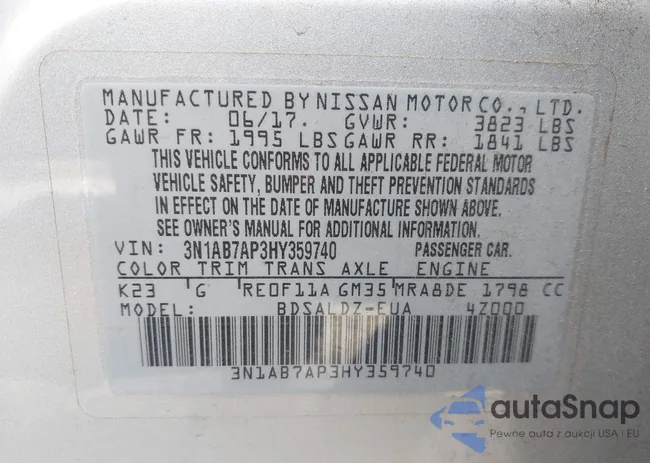 MANUFACTURED BY NISSAN MOTOR CO., LTD.
DATE: 06/17. GVWR: 3823 LBS
GAWR FR: 1995 LBS GAWR RR: 1841 LBS
THIS VEHICLE CONFORMS TO ALL APPLICABLE FEDERAL MOTOR
VEHICLE SAFETY, BUMPER AND THEFT PREVENTION STANDARDS
IN EFFECT ON THE DATE OF MANUFACTURE SHOWN ABOVE.
SEE OWNER'S MANUAL FOR ADDITIONAL INFORMATION.
VIN: 3N1AB7AP3HY359740 PASSENGER CAR.
COLOR TRIM TRANS AXLE ENGINE
K23 G RE0F11A GM35 MRA8DE 1798 CC
MODEL: BDSALDZ-EUA 4Z000
3N1AB7AP3HY359740
autaSnap
Pewne auta z aukcji USA i EU